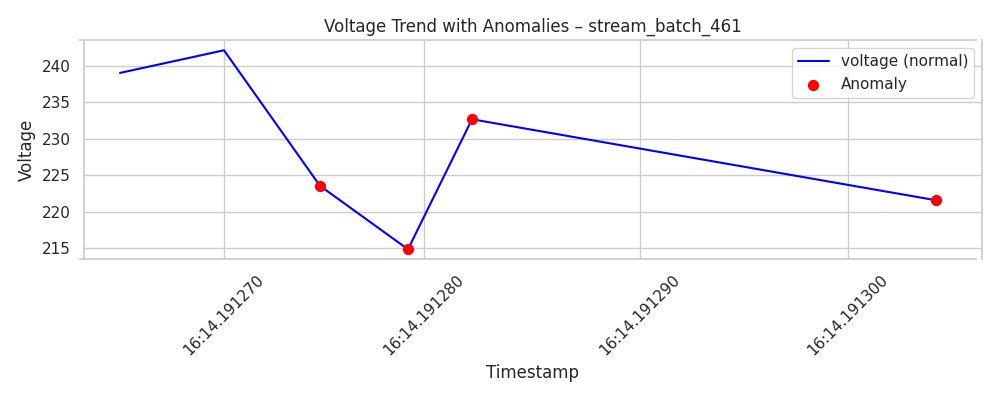 Voltage Trend with Anomalies – stream_batch_461
voltage (normal)
Anomaly
Voltage
240
235
230
225
220
215
16:14.191270
16:14.191280
16:14.191290
16:14.191300
Timestamp